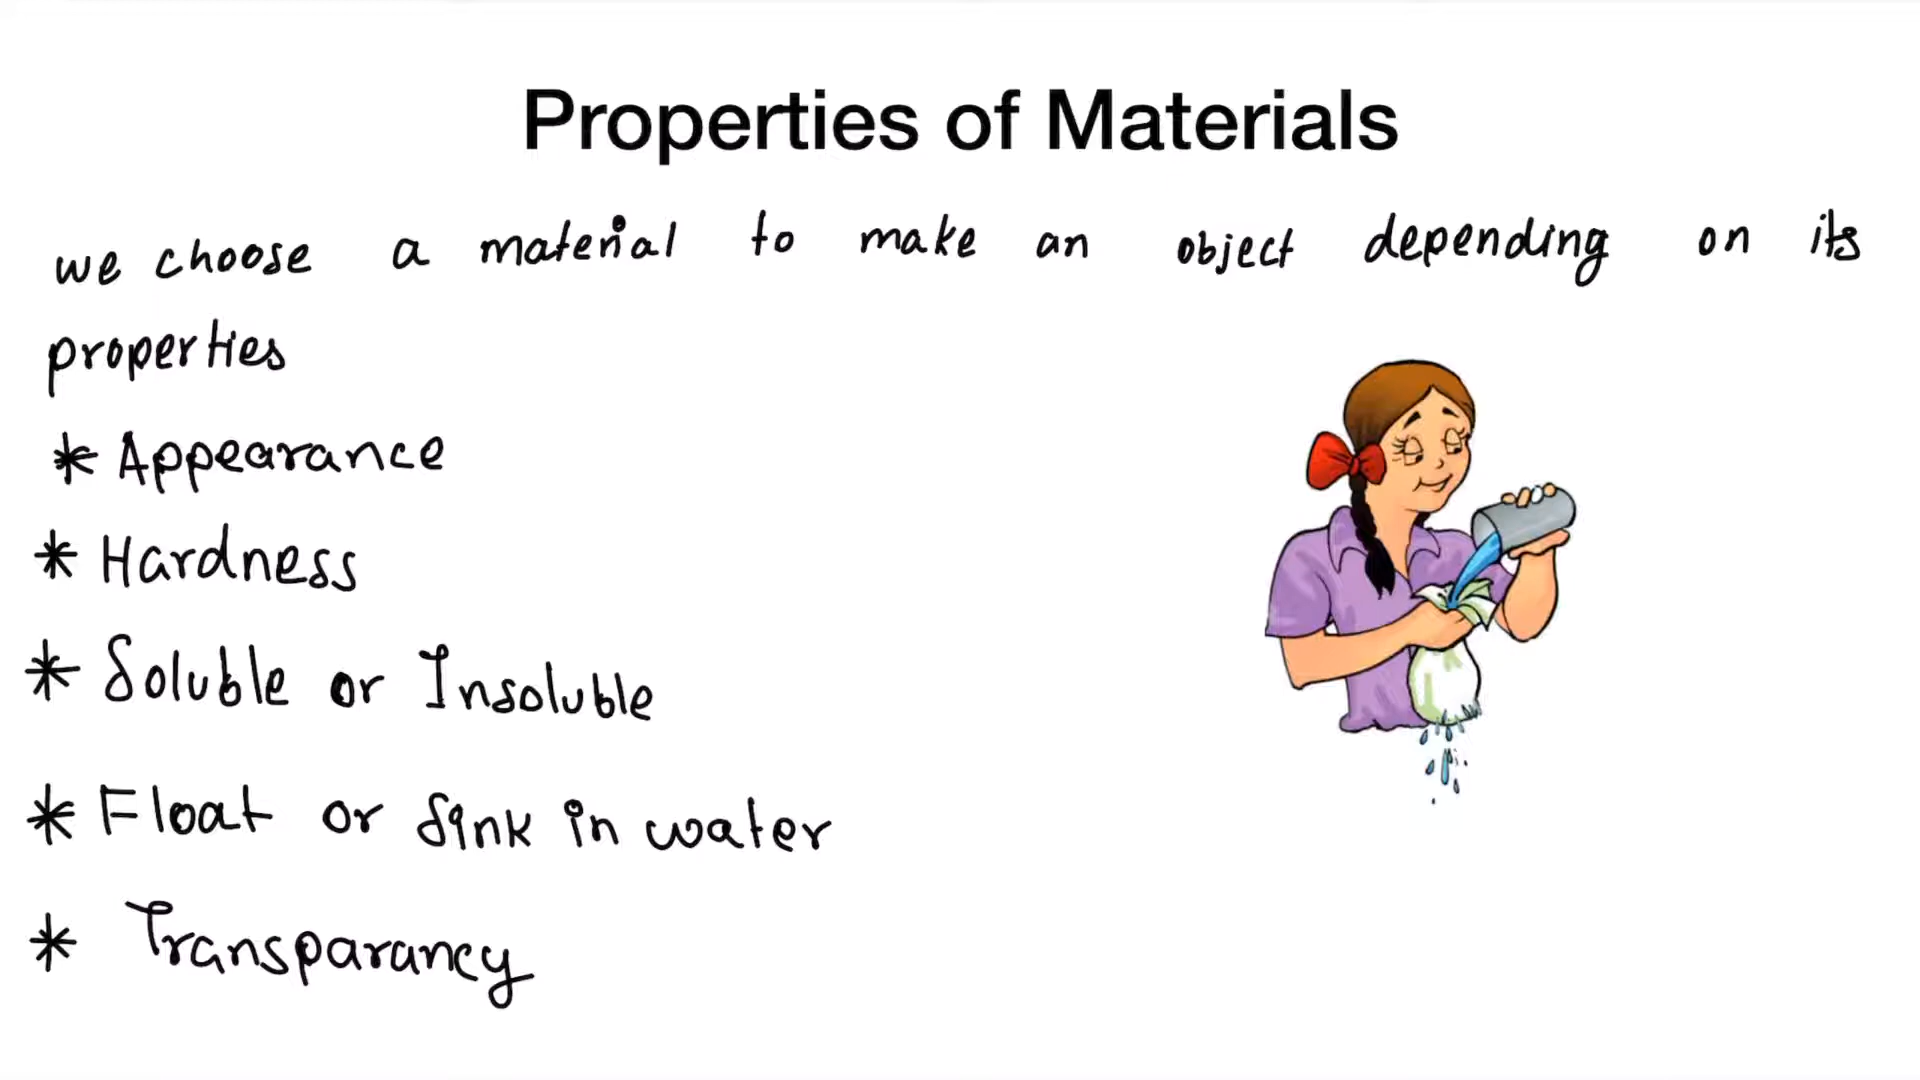 Properties of Materials
we choose a material to make an object depending on its
properties
* Appearance
* Hardness
* Soluble or Insoluble
* Float or sink in water
* Transparancy